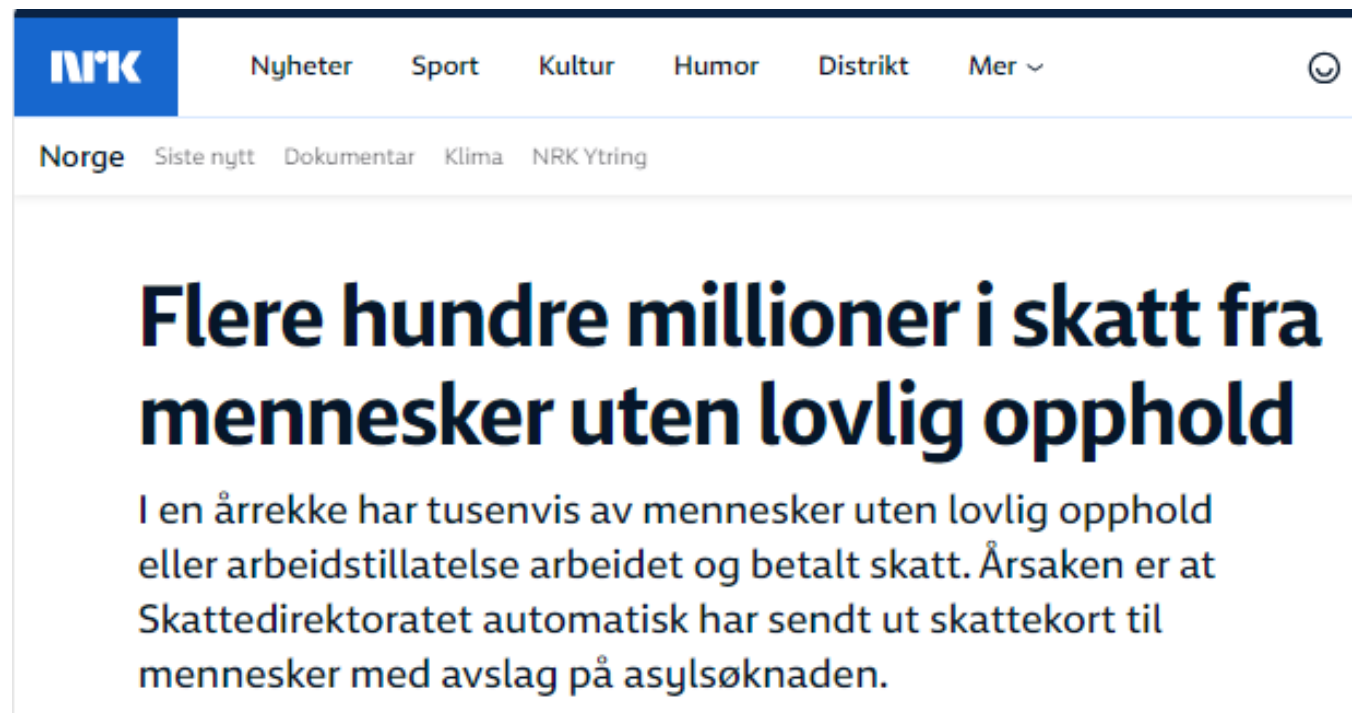 NRK
Nyheter Sport Kultur Humor Distrikt Mer
Norge Siste nytt Dokumentar Klima NRK Ytring
Flere hundre millioner i skatt fra
mennesker uten lovlig opphold
I en årrekke har tusenvis av mennesker uten lovlig opphold
eller arbeidstillatelse arbeidet og betalt skatt. Årsaken er at
Skattedirektoratet automatisk har sendt ut skattekort til
mennesker med avslag på asylsøknaden.